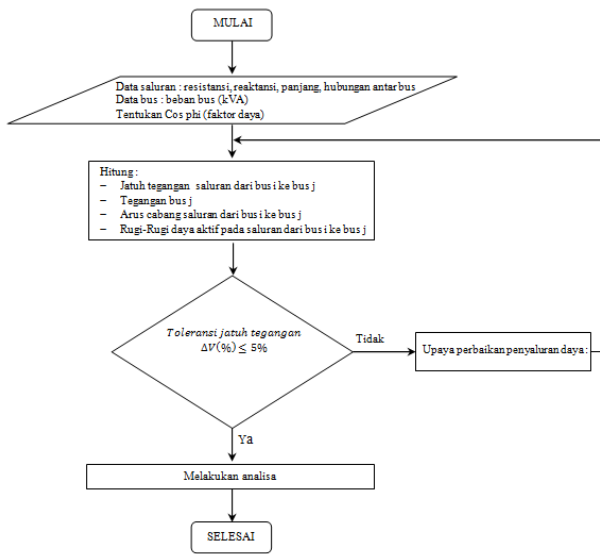 MULAI
Data saluran : resistansi, reaktansi, panjang, hubungan antar bus
Data bus : beban bus (kVA)
Tentukan Cos phi (faktor daya)
Hitung :
– Jatuh tegangan saluran dari bus i ke bus j
– Tegangan bus j
– Arus cabang saluran dari bus i ke bus j
– Rugi-Rugi daya aktif pada saluran dari bus i ke bus j
Toleransi jatuh tegangan
ΔV(%) ≤ 5%
Tidak
Upaya perbaikan penyaluran daya :
Ya
Melakukan analisa
SELESAI